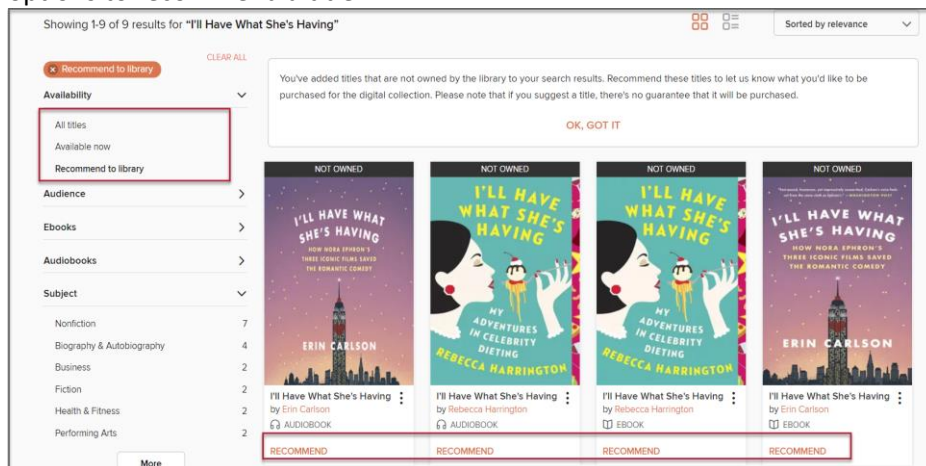 Showing 1-9 of 9 results for “I'll Have What She's Having”
Sorted by relevance
CLEAR ALL
Recommend to library
Availability
All titles
Available now
Recommend to library
Audience
Ebooks
Audiobooks
Subject
Nonfiction 7
Biography & Autobiography 4
Business 2
Fiction 2
Health & Fitness 2
Performing Arts 2
More
You've added titles that are not owned by the library to your search results. Recommend these titles to let us know what you'd like to be
purchased for the digital collection. Please note that if you suggest a title, there's no guarantee that it will be purchased.
OK, GOT IT
NOT OWNED
I'LL HAVE WHAT
SHE'S HAVING
HOW NORA EPHRON'S
THREE ICONIC FILMS SAVED
THE ROMANTIC COMEDY
ERIN CARLSON
I'll Have What She's Having
by Erin Carlson
AUDIOBOOK
RECOMMEND
NOT OWNED
I'LL HAVE
WHAT SHE'S
HAVING
MY
ADVENTURES
IN CELEBRITY
DIETING
REBECCA HARRINGTON
I'll Have What She's Having
by Rebecca Harrington
AUDIOBOOK
RECOMMEND
NOT OWNED
I'LL HAVE
WHAT SHE'S
HAVING
MY
ADVENTURES
IN CELEBRITY
DIETING
REBECCA HARRINGTON
I'll Have What She's Having
by Rebecca Harrington
EBOOK
RECOMMEND
NOT OWNED
I'LL HAVE WHAT
SHE'S HAVING
HOW NORA EPHRON'S
THREE ICONIC FILMS SAVED
THE ROMANTIC COMEDY
ERIN CARLSON
I'll Have What She's Having
by Erin Carlson
EBOOK
RECOMMEND